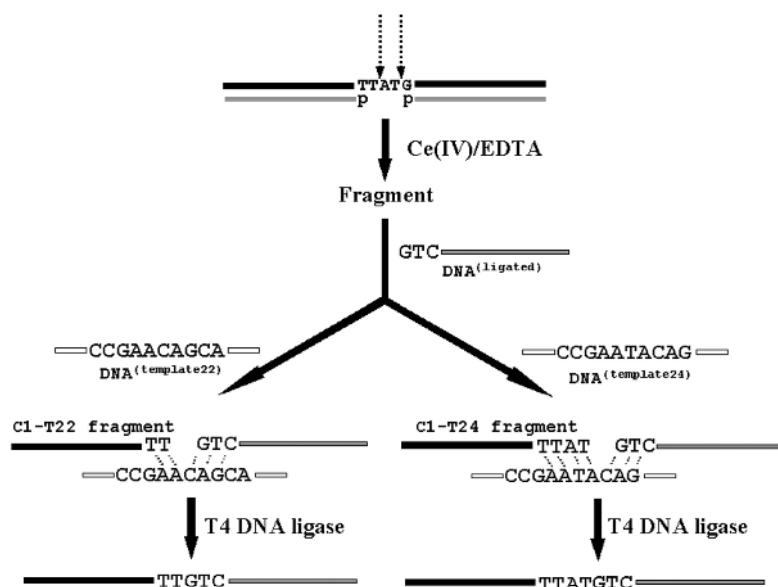 TTATG
p p
Ce(IV)/EDTA
Fragment
GTC
DNA(ligated)
CCGAACAGCA
DNA(template22)
CCGAATACAG
DNA(template24)
C1-T22 fragment
TT GTC
CCGAACAGCA
C1-T24 fragment
TTAT GTC
CCGAATACAG
T4 DNA ligase
T4 DNA ligase
TTGTC
TTATGTC